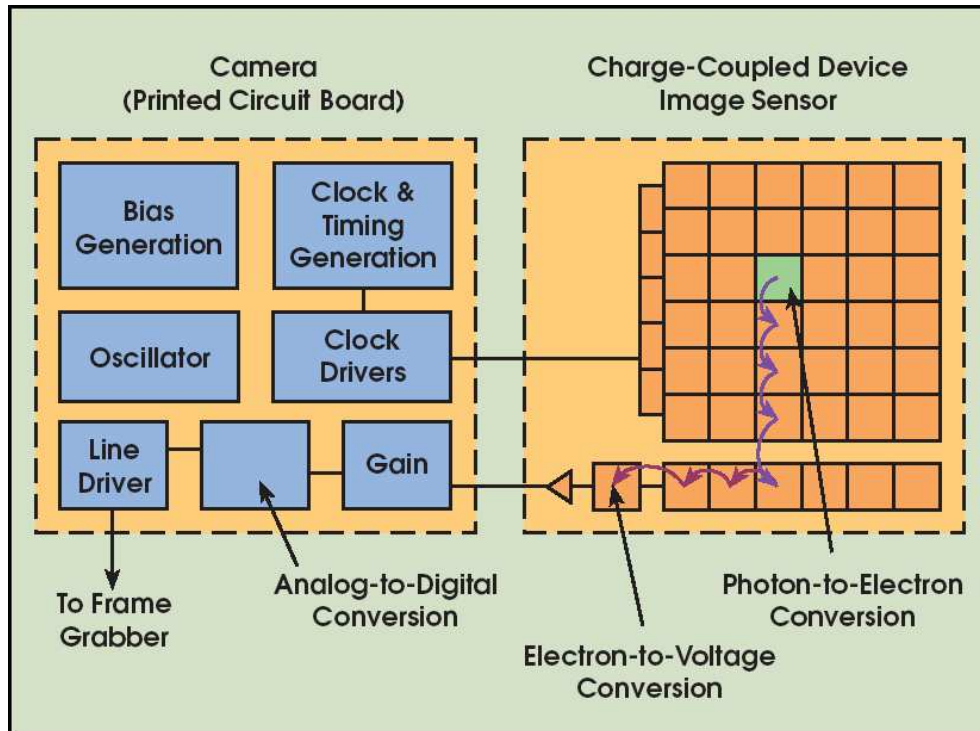 Camera
(Printed Circuit Board)
Charge-Coupled Device
Image Sensor
Bias
Generation
Clock &
Timing
Generation
Oscillator
Clock
Drivers
Line
Driver
Gain
To Frame
Grabber
Analog-to-Digital
Conversion
Electron-to-Voltage
Conversion
Photon-to-Electron
Conversion